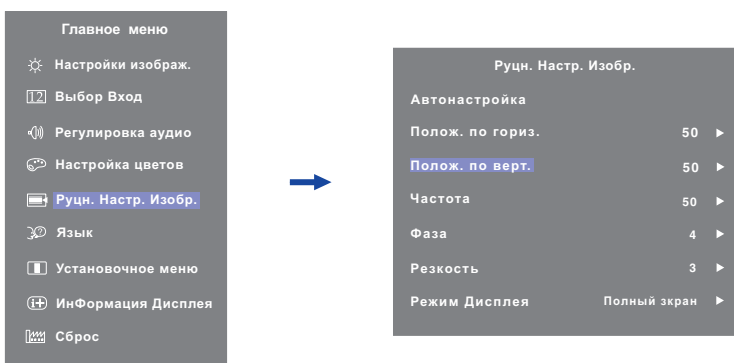 Главное меню
Настройки изображ.
12 Выбор Вход
Регулировка аудио
Настройка цветов
Руцн. Настр. Изобр.
Язык
Установочное меню
ИнФормация Дисплея
Сброс
Руцн. Настр. Изобр.
Автонастройка
Полож. по гориз. 50
Полож. по верт. 50
Частота 50
Фаза 4
Резкость 3
Режим Дисплея Полный зкран